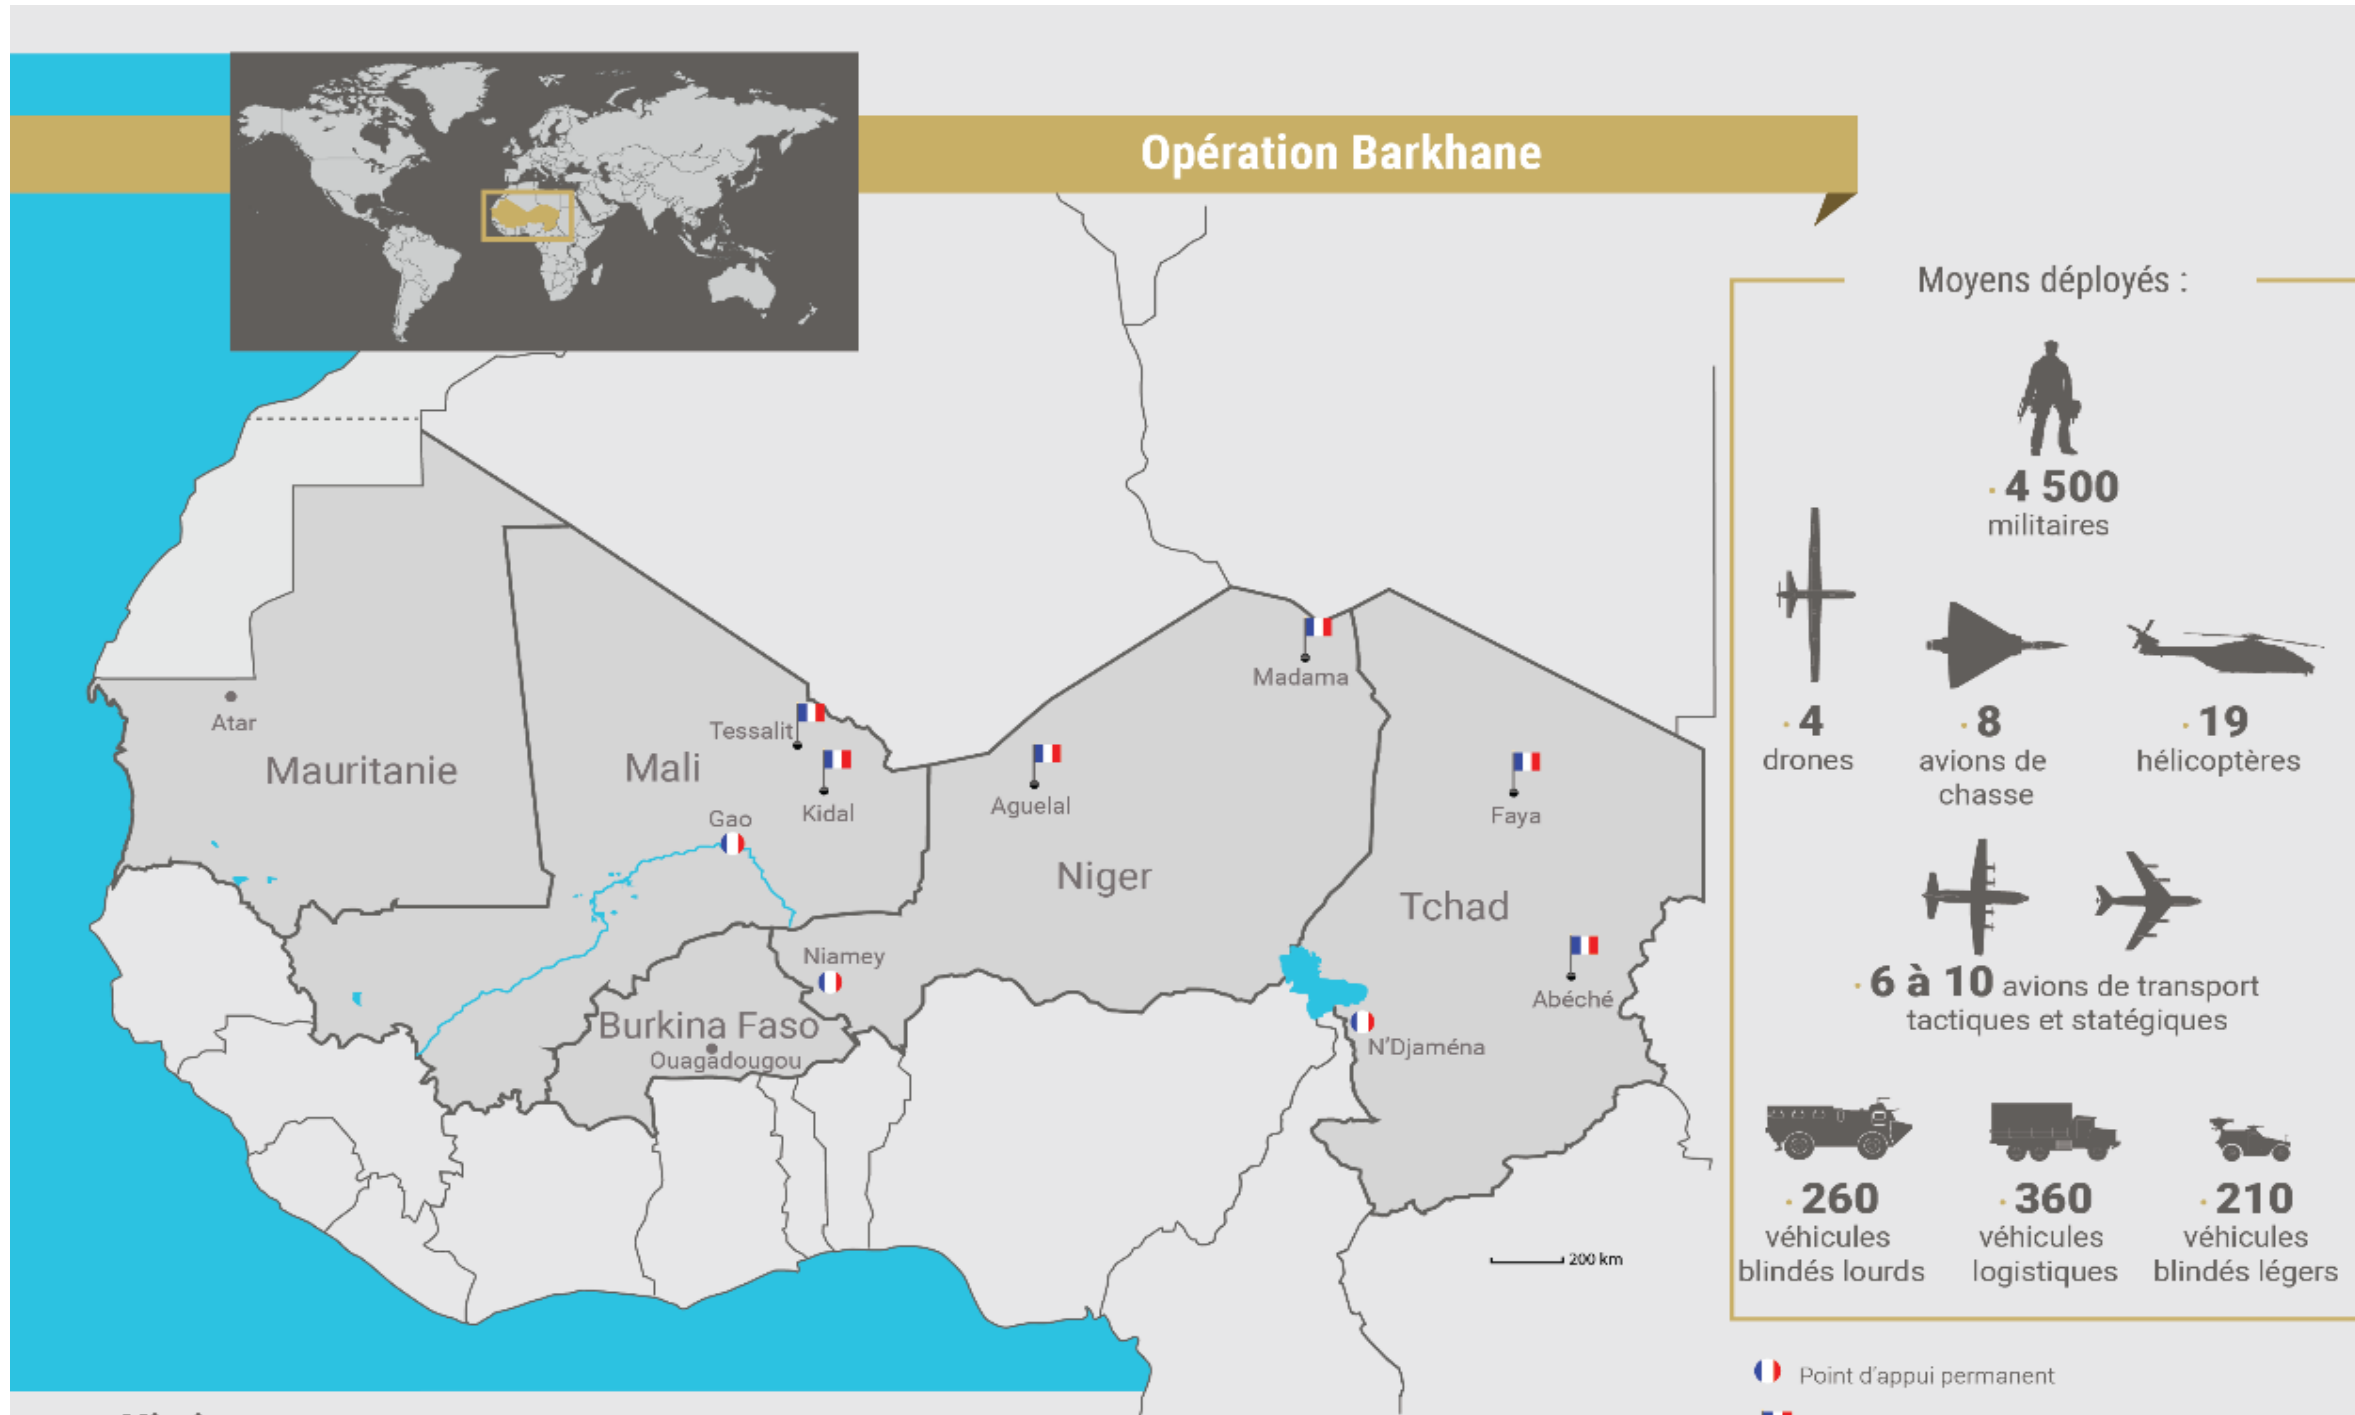 Opération Barkhane
Moyens déployés :
· 4 500
militaires
· 4
drones
· 8
avions de
chasse
· 19
hélicoptères
· 6 à 10 avions de transport
tactiques et statégiques
· 260
véhicules
blindés lourds
· 360
véhicules
logistiques
· 210
véhicules
blindés légers
Atar
Mauritanie
Tessalit
Mali
Kidal
Gao
Madama
Aguelal
Niger
Niamey
Faya
Tchad
Abéché
N'Djaména
Burkina Faso
Ouagadougou
200 km
Point d'appui permanent